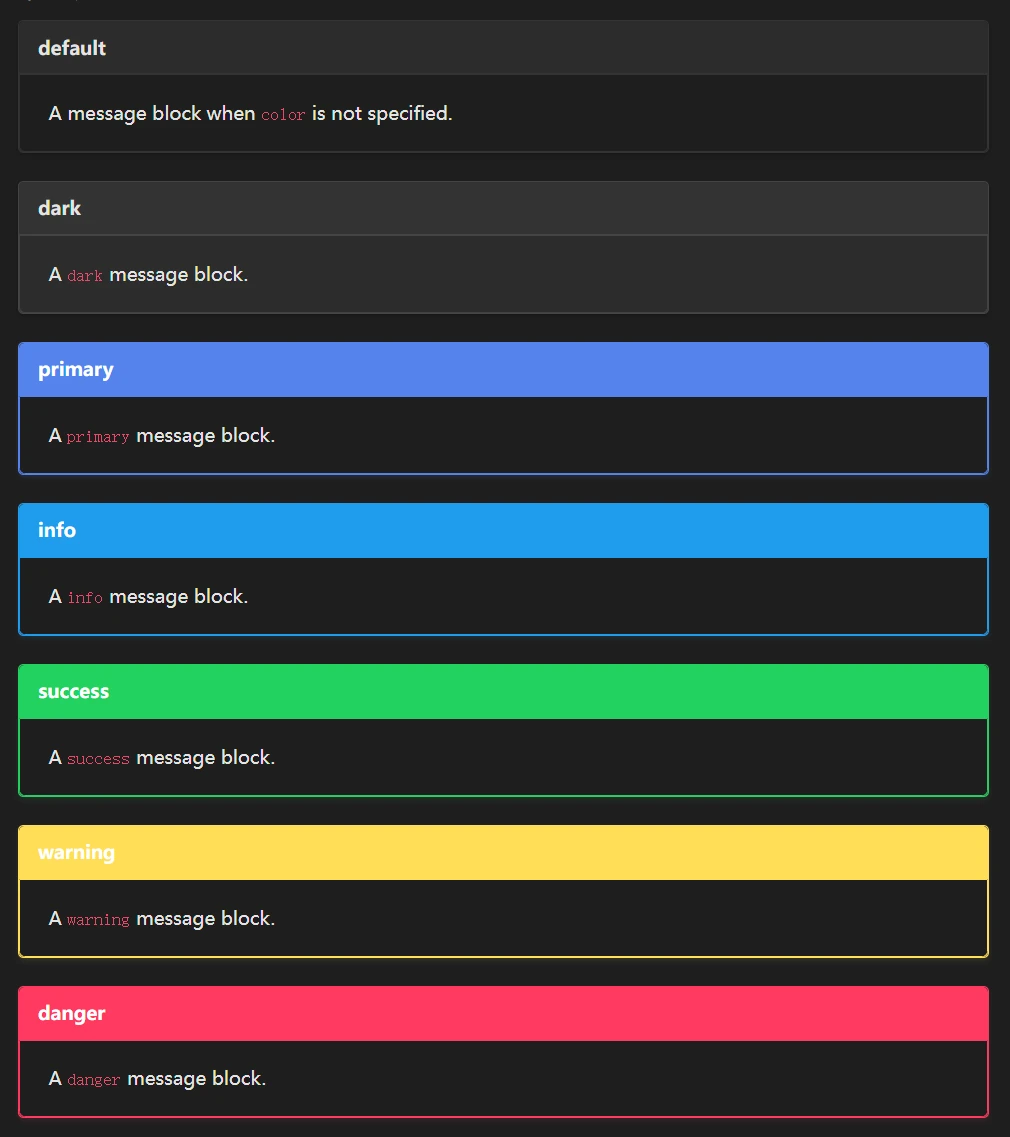 default
A message block when color is not specified.
dark
A dark message block.
primary
A primary message block.
info
A info message block.
success
A success message block.
warning
A warning message block.
danger
A danger message block.